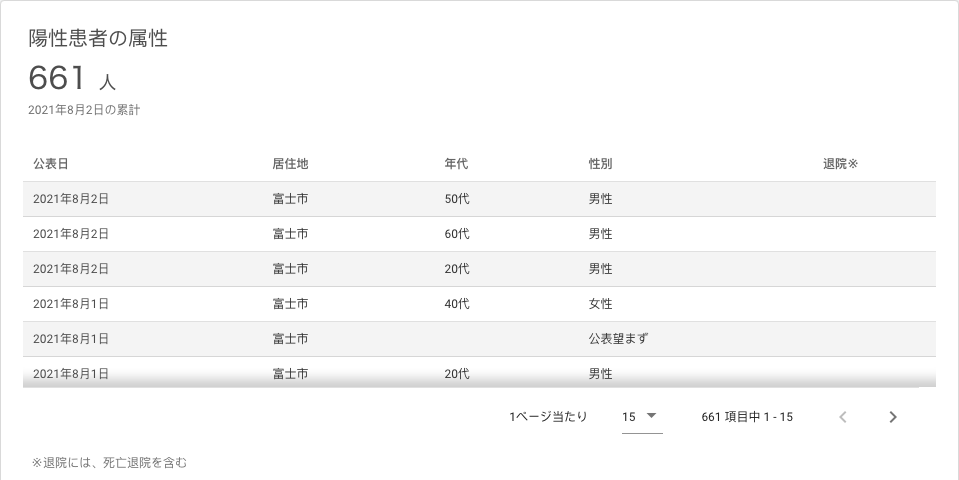 陽性患者の属性
661 人
2021年8月2日の累計
公表日 居住地 年代 性別 退院※
2021年8月2日 富士市 50代 男性
2021年8月2日 富士市 60代 男性
2021年8月2日 富士市 20代 男性
2021年8月1日 富士市 40代 女性
2021年8月1日 富士市 公表望まず
2021年8月1日 富士市 20代 男性
1ページ当たり 15 661 項目中 1 - 15
※退院には、死亡退院を含む